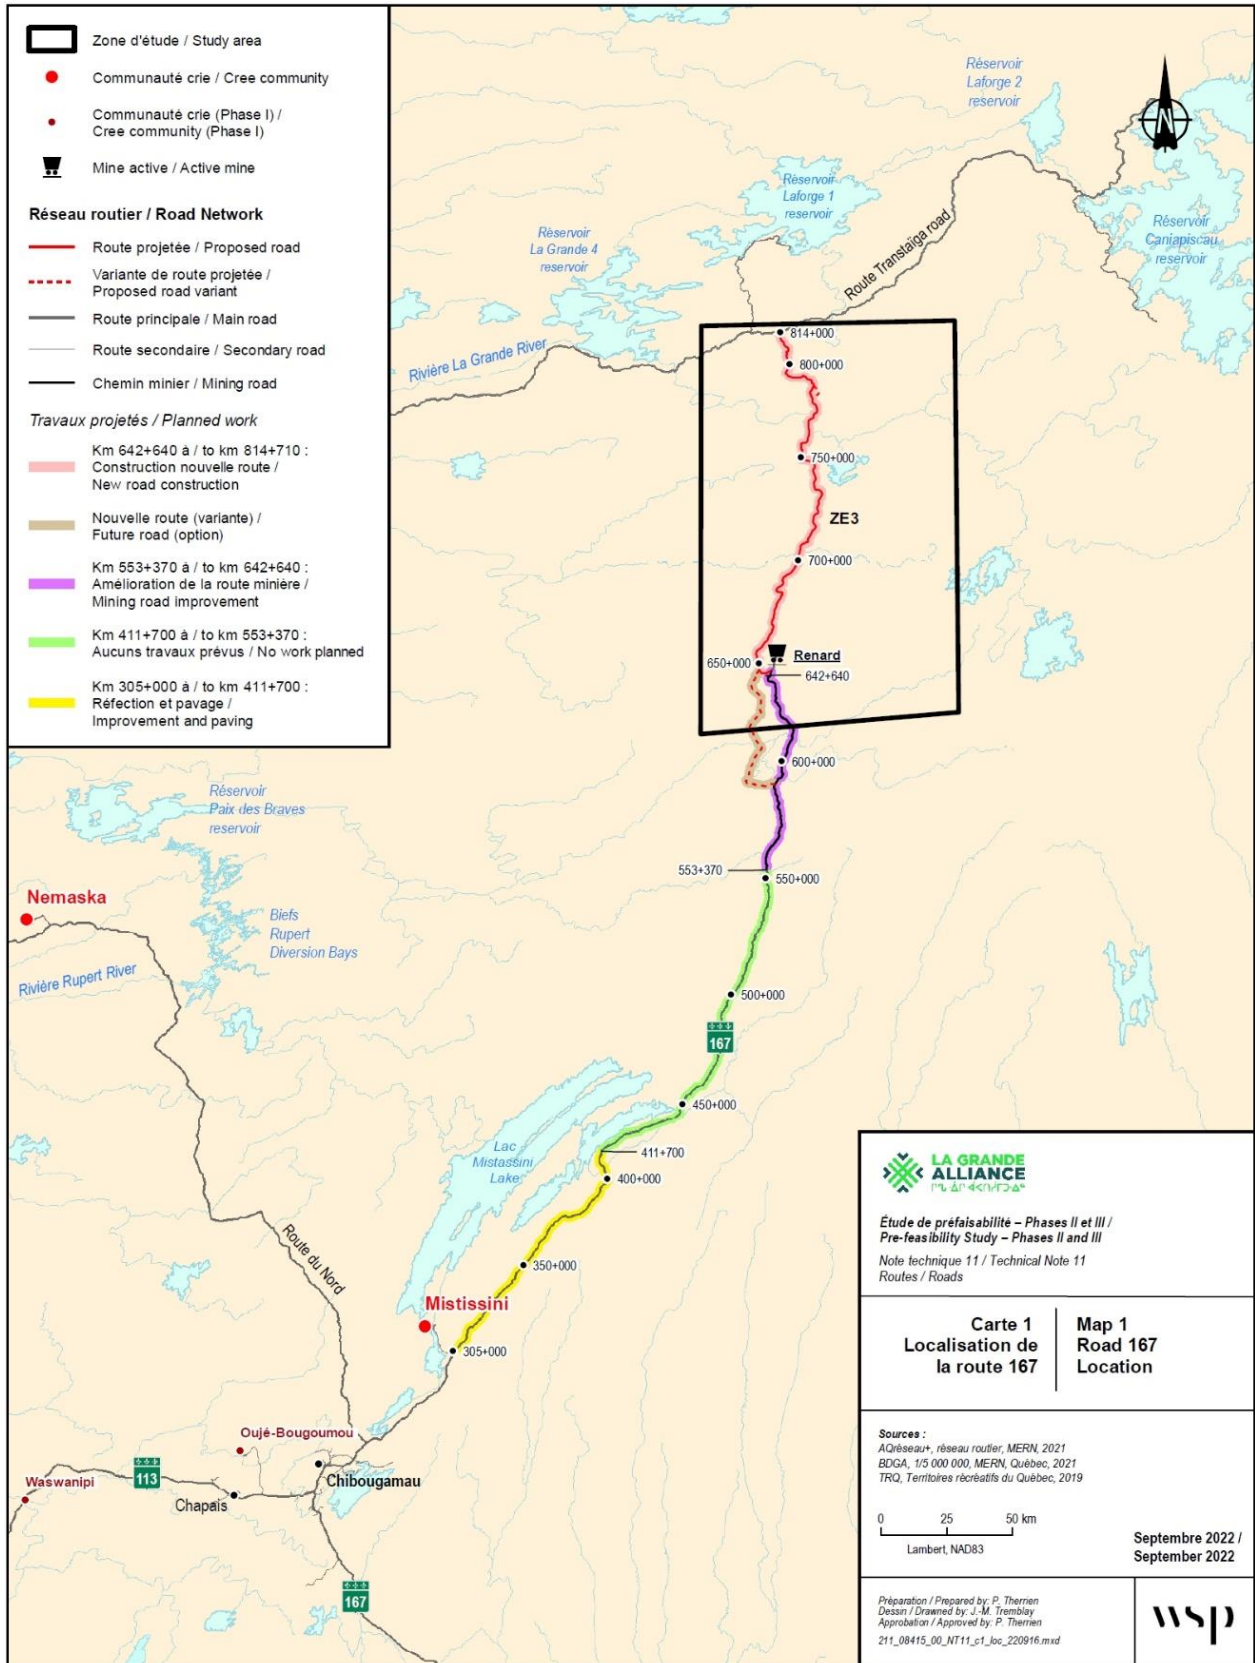 Zone d'étude / Study area
Communauté crie / Cree community
Communauté crie (Phase I) /
Cree community (Phase I)
Mine active / Active mine
Réseau routier / Road Network
Route projetée / Proposed road
Variante de route projetée /
Proposed road variant
Route principale / Main road
Route secondaire / Secondary road
Chemin minier / Mining road
Travaux projetés / Planned work
Km 642+640 à / to km 814+710 :
Construction nouvelle route /
New road construction
Nouvelle route (variante) /
Future road (option)
Km 553+370 à / to km 642+640 :
Amélioration de la route minière /
Mining road improvement
Km 411+700 à / to km 553+370 :
Aucuns travaux prévus / No work planned
Km 305+000 à / to km 411+700 :
Réfection et pavage /
Improvement and paving
Réservoir
Laforge 2
reservoir
N
Réservoir
Laforge 1
reservoir
Réservoir
La Grande 4
reservoir
Réservoir
Caniapiscau
reservoir
Route Transtaïga road
Rivière La Grande River
814+000
800+000
750+000
ZE3
700+000
650+000
Renard
642+640
600+000
553+370
550+000
Réservoir
Paix des Braves
reservoir
Nemaska
Biefs
Rupert
Diversion Bays
Rivière Rupert River
500+000
167
450+000
411+700
400+000
Lac
Mistassini
Lake
Route du Nord
350+000
Mistissini
305+000
Oujé-Bougoumou
Waswanipi
113
Chapais
Chibougamau
167
LA GRANDE
ALLIANCE
Étude de préfaisabilité – Phases II et III /
Pre-feasibility Study – Phases II and III
Note technique 11 / Technical Note 11
Routes / Roads
Carte 1
Localisation de
la route 167
Map 1
Road 167
Location
Sources :
AQréseau+, réseau routier, MERN, 2021
BDGA, 1/5 000 000, MERN, Québec, 2021
TRQ, Territoires récréatifs du Québec, 2019
0 25 50 km
Lambert, NAD83
Septembre 2022 /
September 2022
Préparation / Prepared by: P. Therrien
Dessin / Drawned by: J.-M. Tremblay
Approbation / Approved by: P. Therrien
211_08415_00_NT11_c1_loc_220916.mxd
wsp